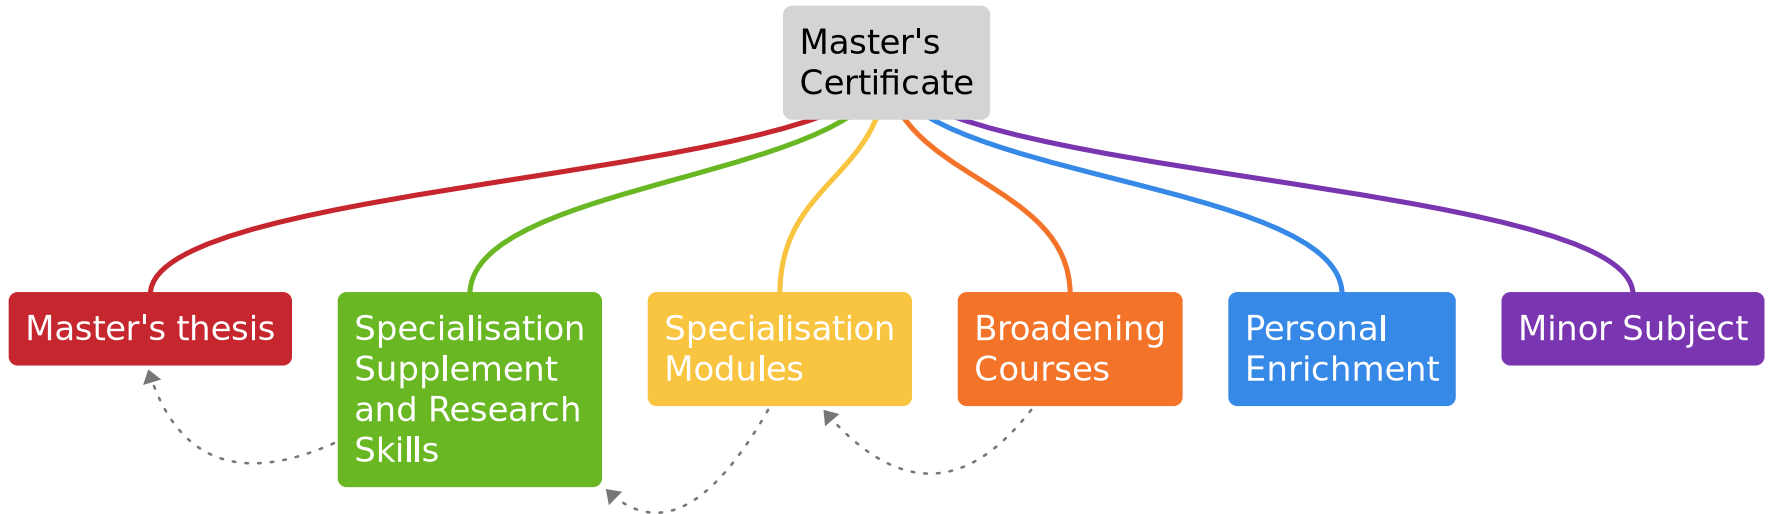 Master's
Certificate
Master's thesis
Specialisation
Supplement
and Research
Skills
Specialisation
Modules
Broadening
Courses
Personal
Enrichment
Minor Subject